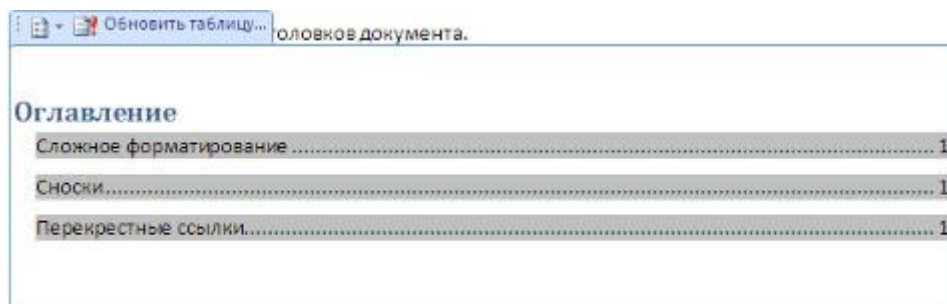 Обновить таблицу...
оловков документа.
Оглавление
Сложное форматирование ........ 1
Сноски........ 1
Перекрестные ссылки........ 1